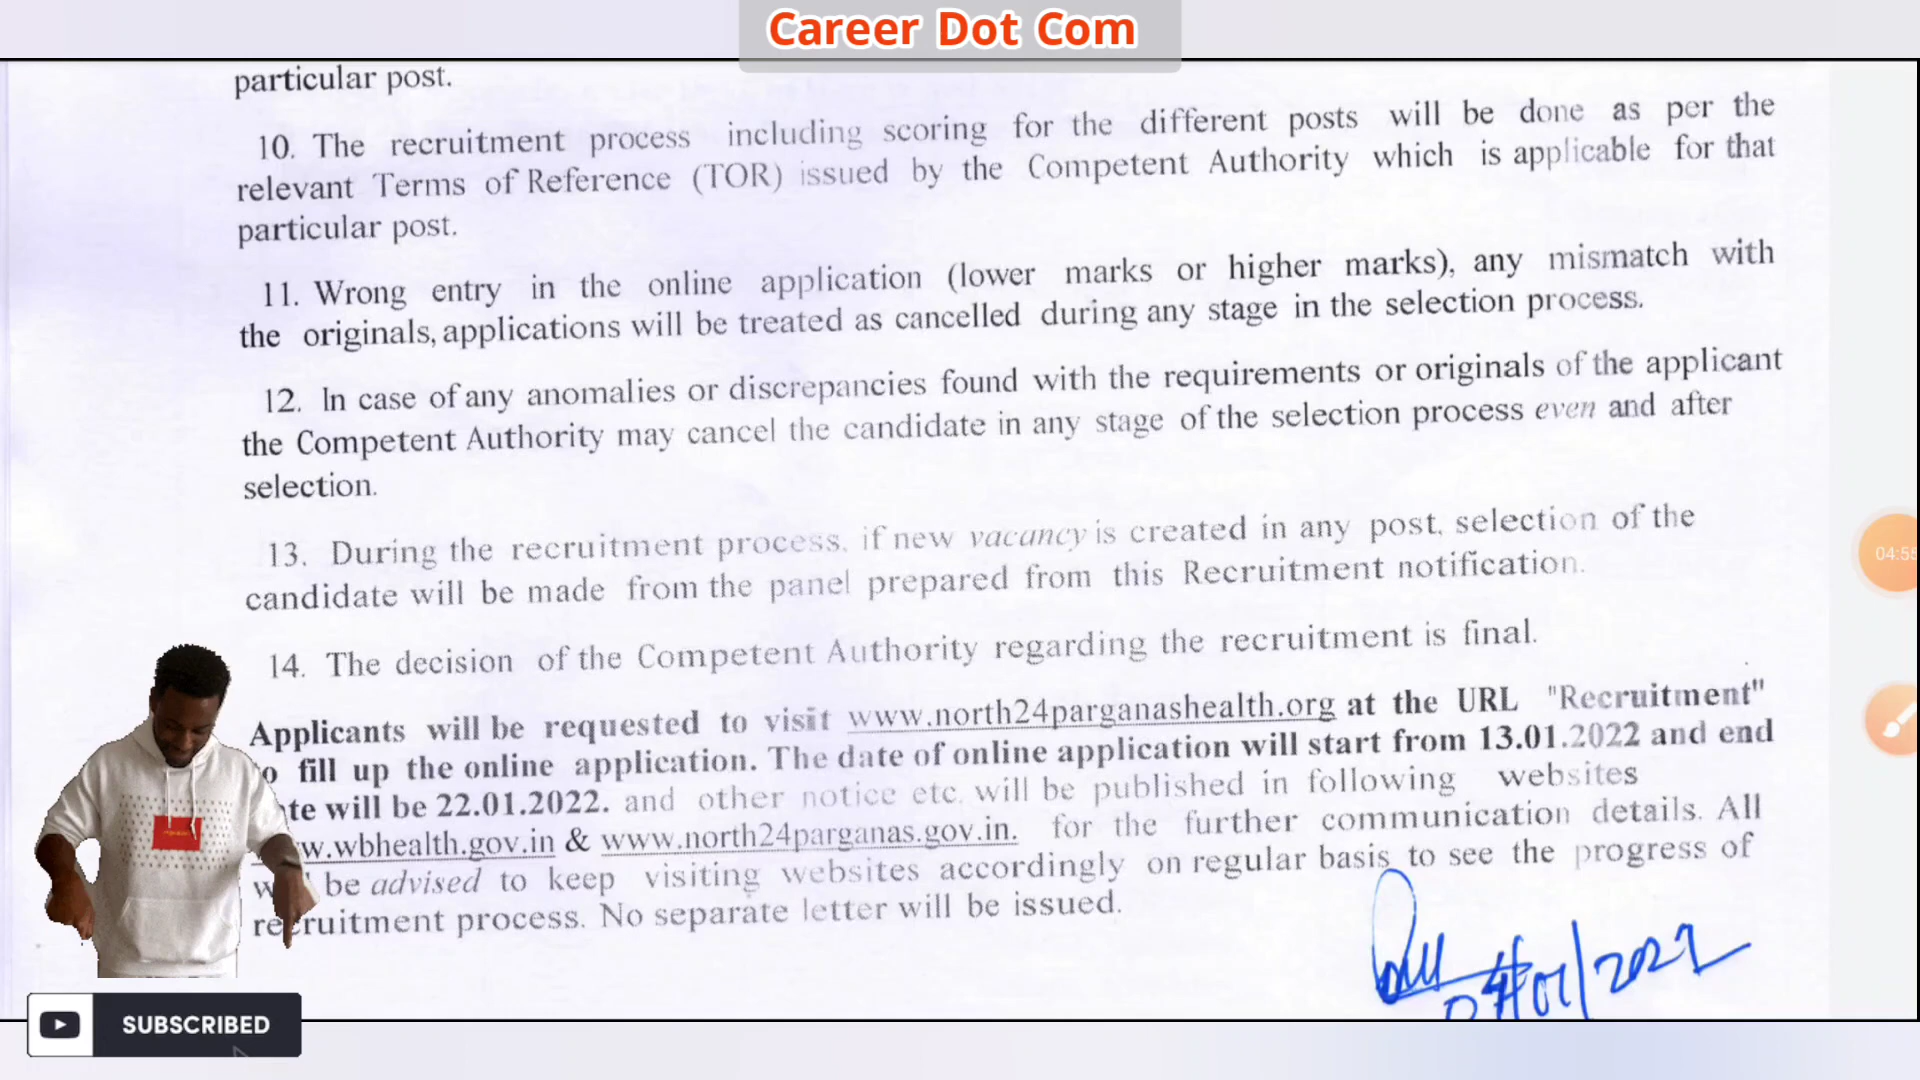 Career Dot Com
particular post.
10. The recruitment process including scoring for the different posts will be done as per the
relevant Terms of Reference (TOR) issued by the Competent Authority which is applicable for that
particular post.
11. Wrong entry in the online application (lower marks or higher marks), any mismatch with
the originals, applications will be treated as cancelled during any stage in the selection process.
12. In case of any anomalies or discrepancies found with the requirements or originals of the applicant
the Competent Authority may cancel the candidate in any stage of the selection process even and after
selection.
13. During the recruitment process, if new vacancy is created in any post, selection of the
candidate will be made from the panel prepared from this Recruitment notification.
14. The decision of the Competent Authority regarding the recruitment is final.
Applicants will be requested to visit www.north24parganashealth.org at the URL "Recruitment"
fill up the online application. The date of online application will start from 13.01.2022 and end
will be 22.01.2022. and other notice etc. will be published in following websites
w.wbhealth.gov.in & www.north24parganas.gov.in. for the further communication details. All
be advised to keep visiting websites accordingly on regular basis to see the progress of
recruitment process. No separate letter will be issued.
SUBSCRIBED